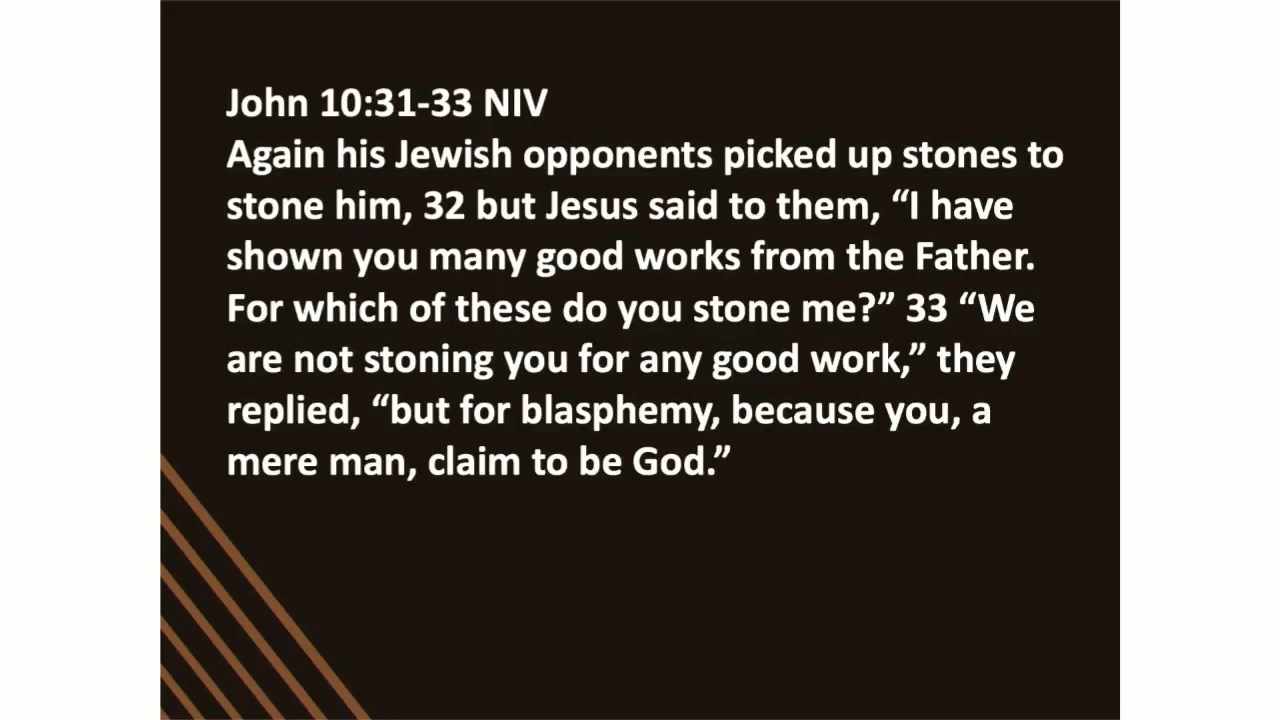 John 10:31-33 NIV
Again his Jewish opponents picked up stones to
stone him, 32 but Jesus said to them, “I have
shown you many good works from the Father.
For which of these do you stone me?” 33 “We
are not stoning you for any good work,” they
replied, “but for blasphemy, because you, a
mere man, claim to be God.”